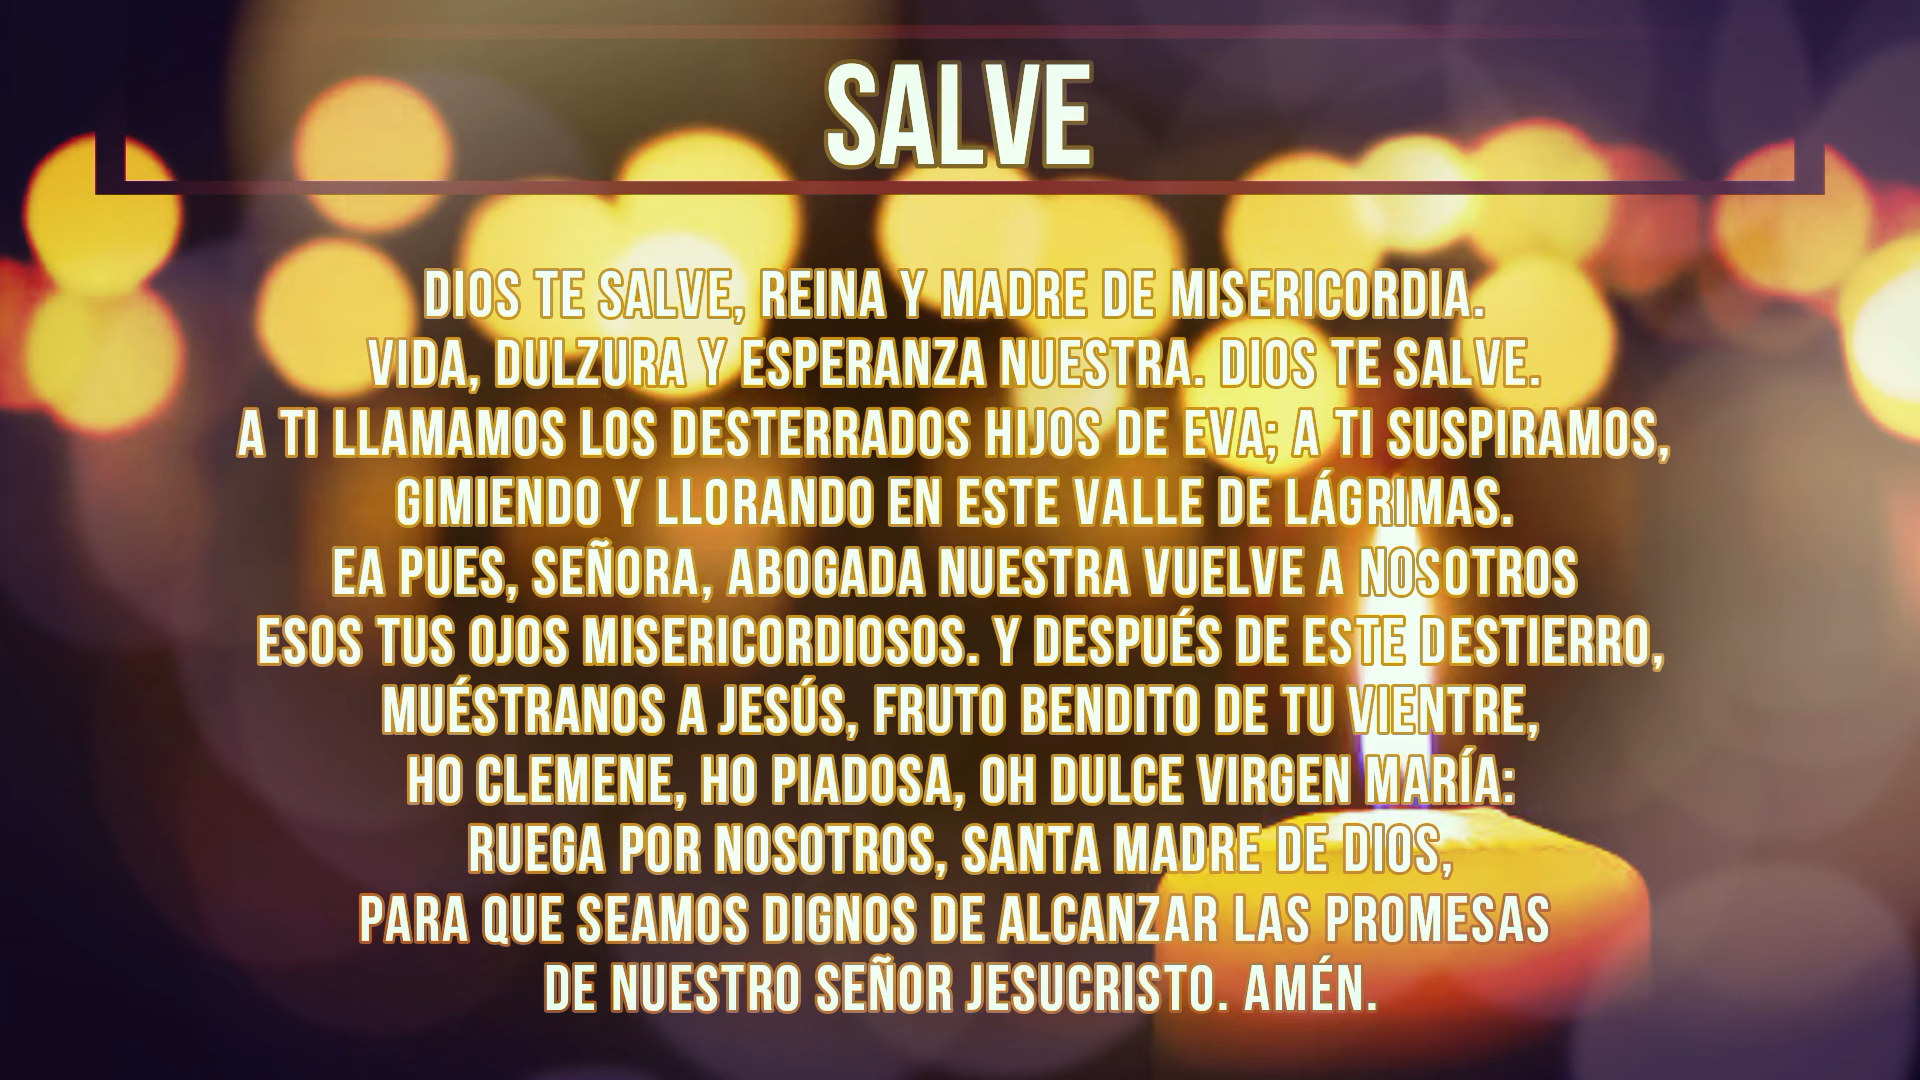 SALVE
DIOS TE SALVE, REINA Y MADRE DE MISERICORDIA.
VIDA, DULZURA Y ESPERANZA NUESTRA. DIOS TE SALVE.
A TI LLAMAMOS LOS DESTERRADOS HIJOS DE EVA; A TI SUSPIRAMOS,
GIMIENDO Y LLORANDO EN ESTE VALLE DE LÁGRIMAS.
EA PUES, SEÑORA, ABOGADA NUESTRA VUELVE A NOSOTROS
ESOS TUS OJOS MISERICORDIOSOS. Y DESPUÉS DE ESTE DESTIERRO,
MUÉSTRANOS A JESÚS, FRUTO BENDITO DE TU VIENTRE,
HO CLEMENE, HO PIADOSA, OH DULCE VIRGEN MARÍA:
RUEGA POR NOSOTROS, SANTA MADRE DE DIOS,
PARA QUE SEAMOS DIGNOS DE ALCANZAR LAS PROMESAS
DE NUESTRO SEÑOR JESUCRISTO. AMÉN.